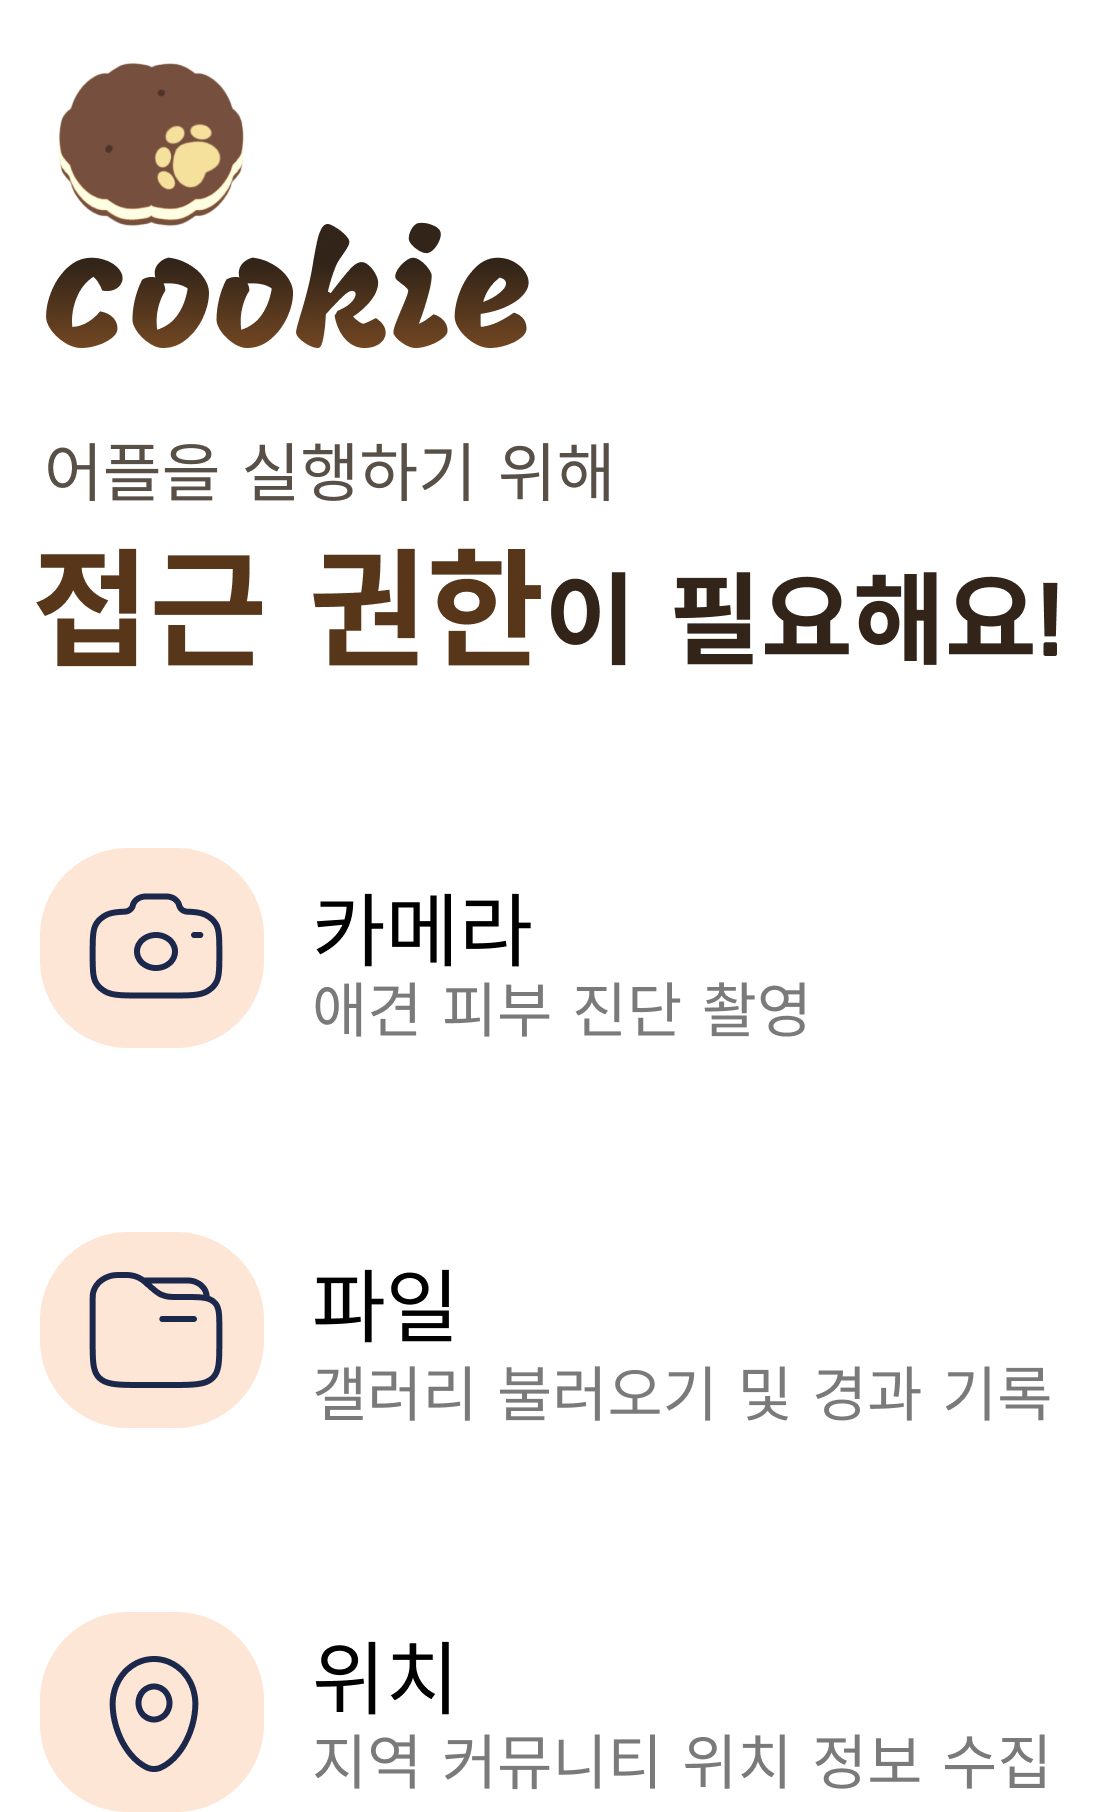 cookie
어플을 실행하기 위해
접근 권한이 필요해요!
카메라
애견 피부 진단 촬영
파일
갤러리 불러오기 및 경과 기록
위치
지역 커뮤니티 위치 정보 수집